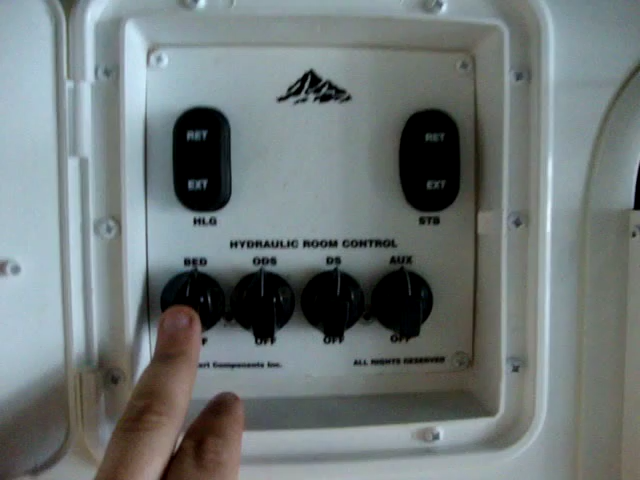 RET RET
EXT EXT
HLG STB
HYDRAULIC ROOM CONTROL
BED ODS DS AUX
OFF OFF OFF
Components Inc. ALL RIGHTS RESERVED